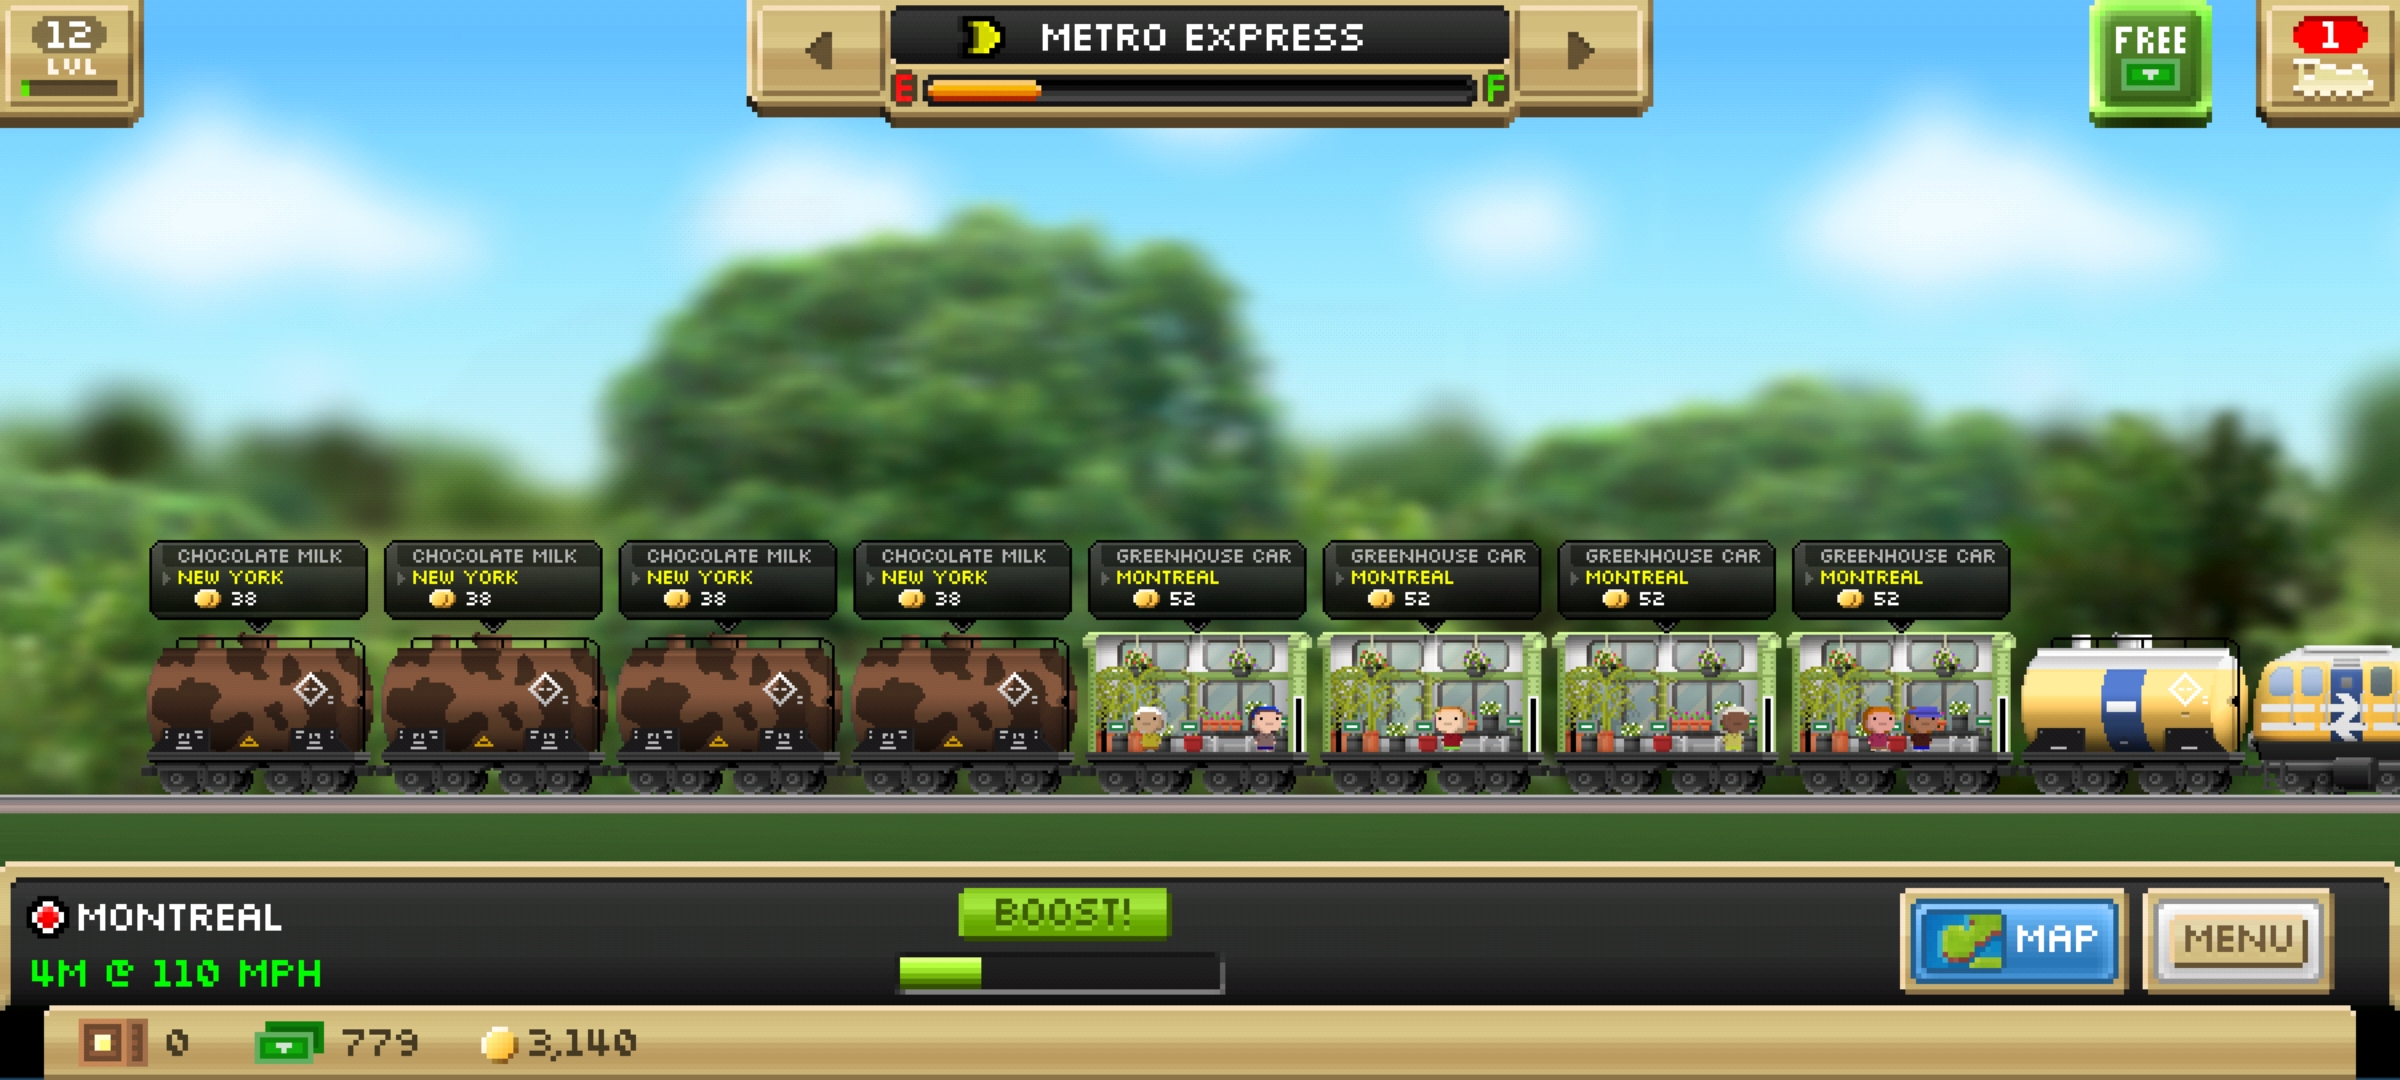 12
LVL
METRO EXPRESS
E
F
FREE
1
CHOCOLATE MILK
NEW YORK
38
CHOCOLATE MILK
NEW YORK
38
CHOCOLATE MILK
NEW YORK
38
CHOCOLATE MILK
NEW YORK
38
GREENHOUSE CAR
MONTREAL
52
GREENHOUSE CAR
MONTREAL
52
GREENHOUSE CAR
MONTREAL
52
GREENHOUSE CAR
MONTREAL
52
MONTREAL
4M @ 110 MPH
BOOST!
MAP
MENU
0
779
3,140